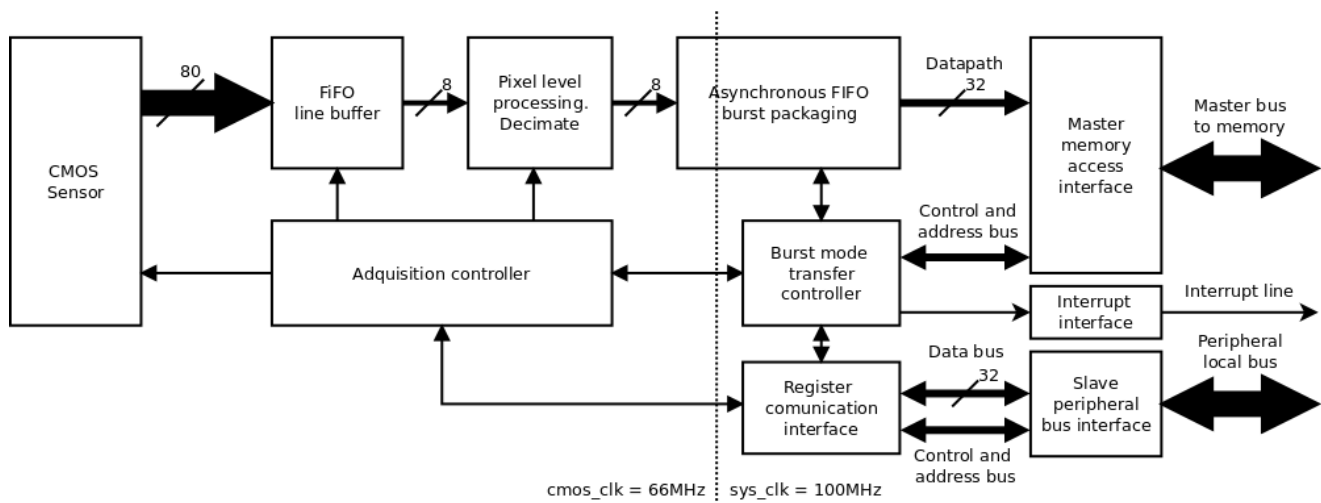 80
8
8
Datapath
32
CMOS
Sensor
FiFO
line buffer
Pixel level
processing.
Decimate
Asynchronous FIFO
burst packaging
Master
memory
access
interface
Master bus
to memory
Control and
address bus
Adquisition controller
Burst mode
transfer
controller
Interrupt
interface
Interrupt line
Data bus
32
Register
comunication
interface
Slave
peripheral
bus interface
Peripheral
local bus
Control and
address bus
cmos_clk = 66MHz
sys_clk = 100MHz